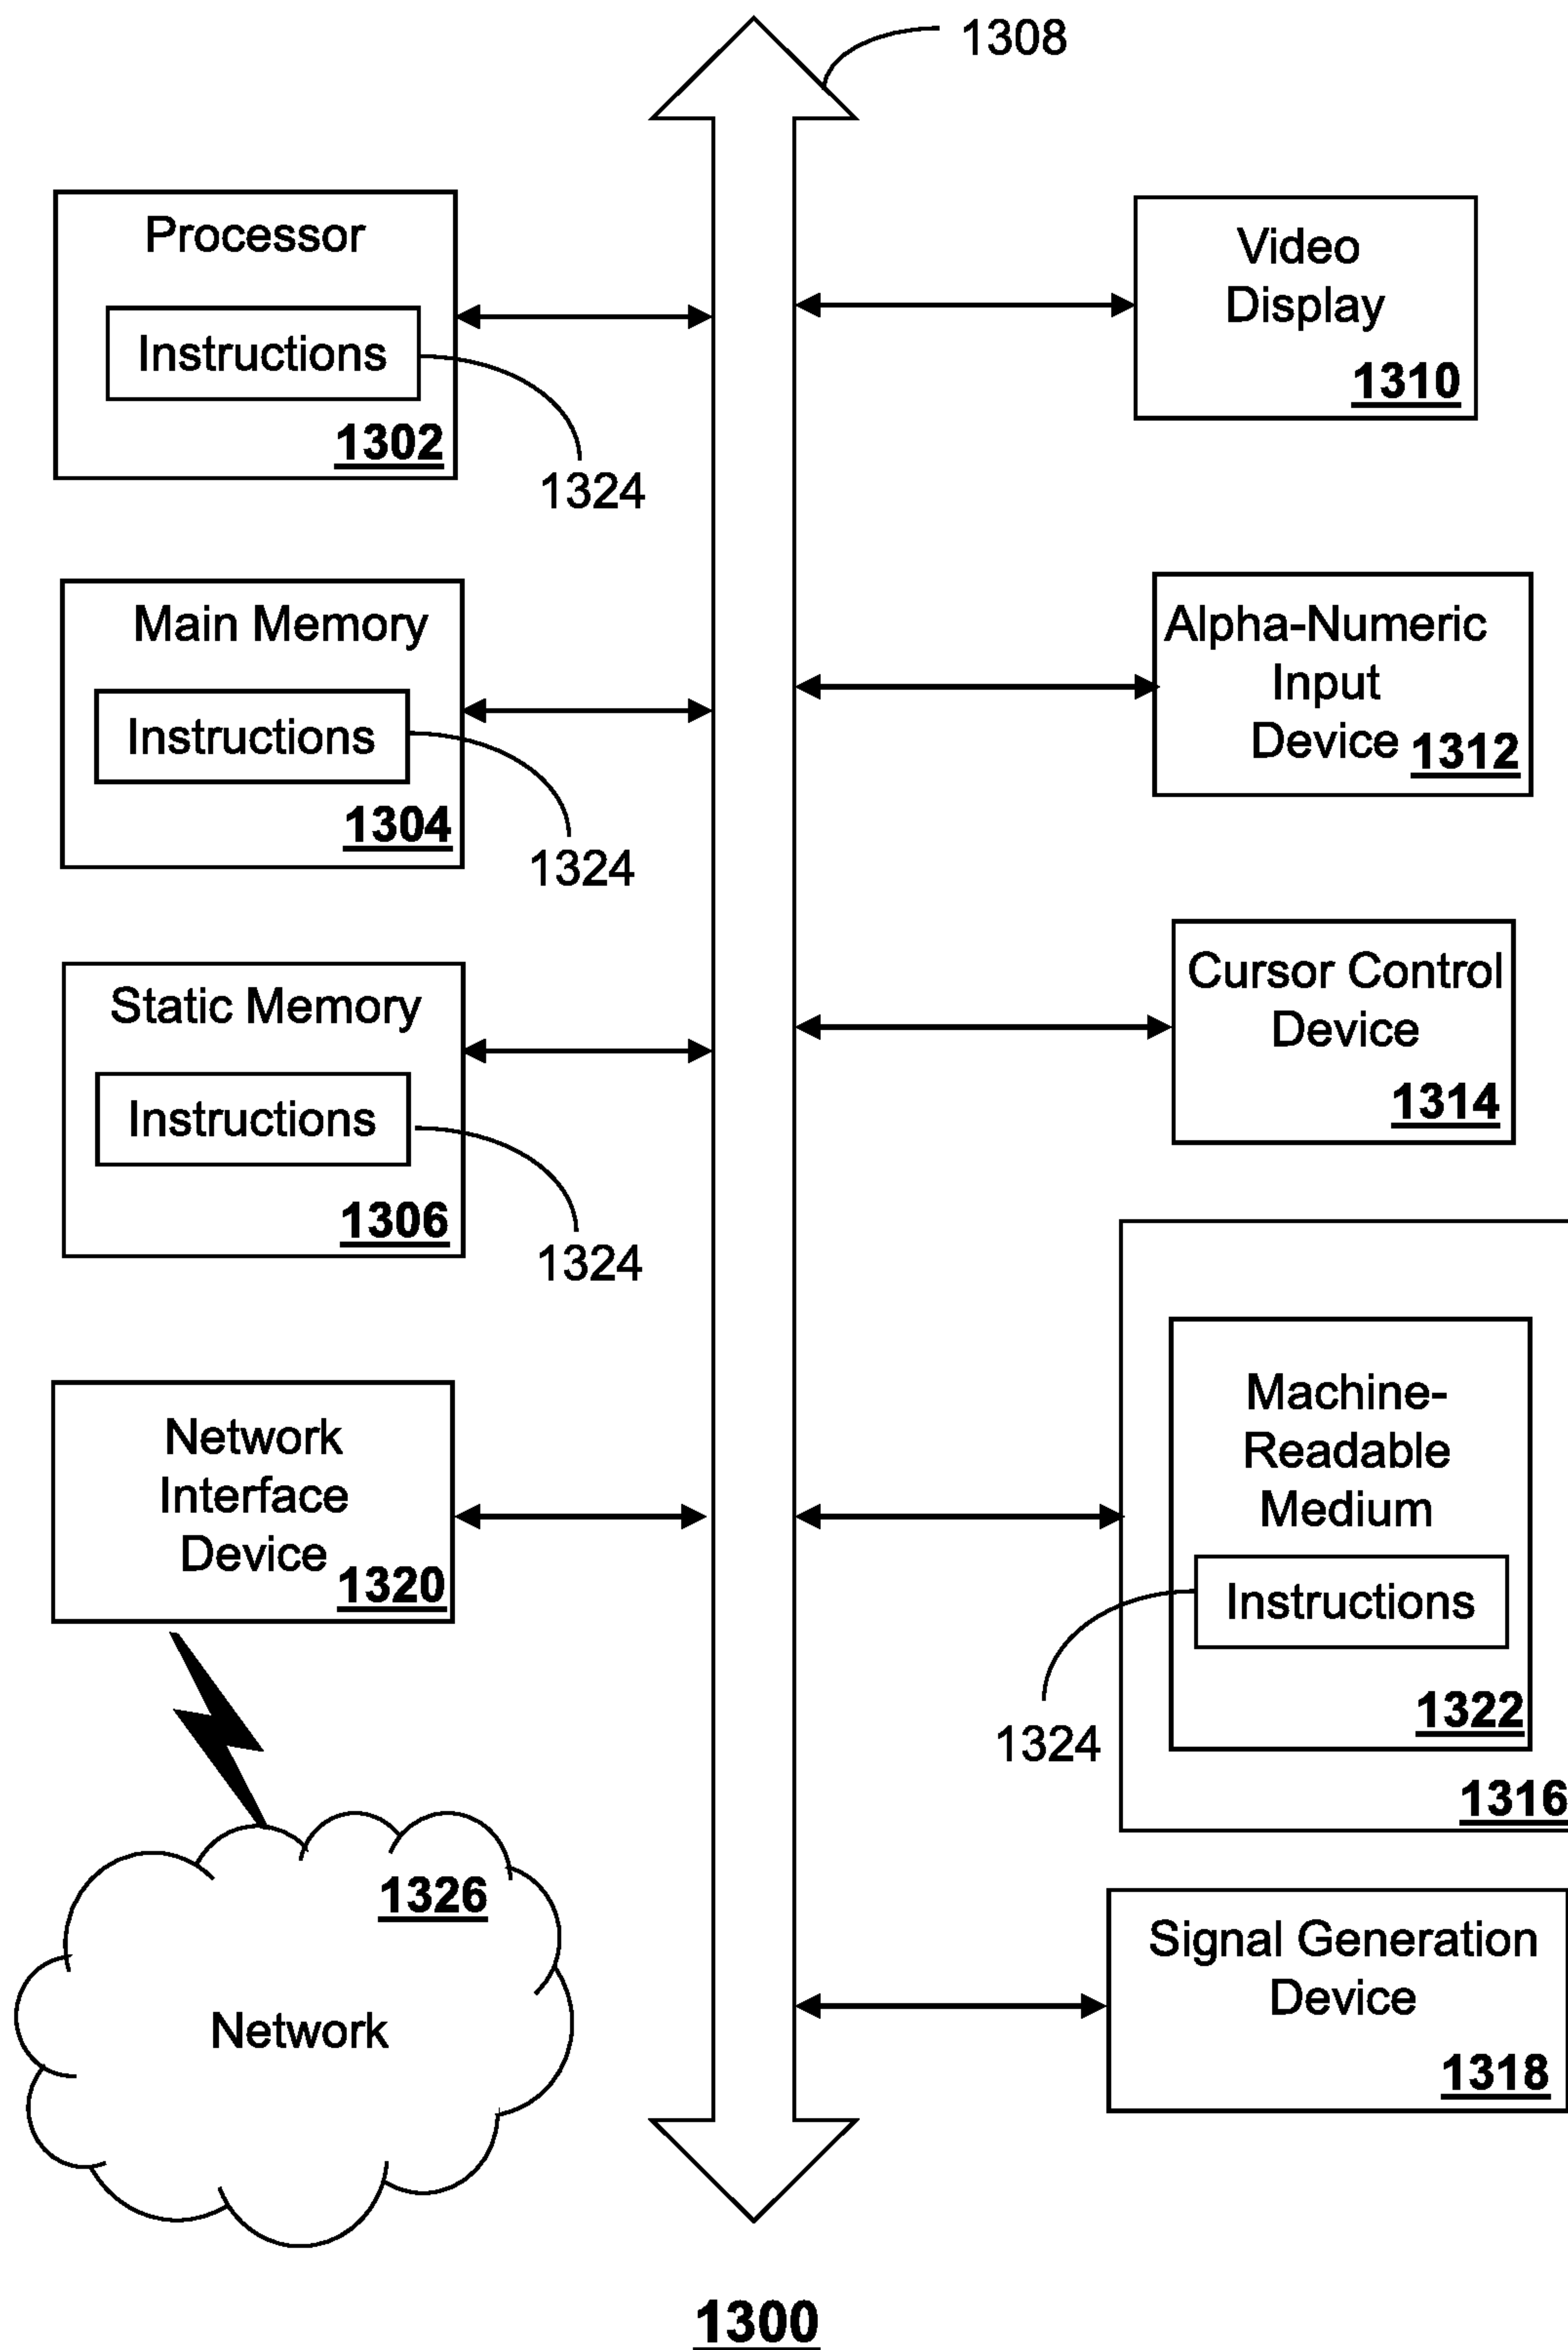 1308
Processor
Instructions
1302
1324
Main Memory
Instructions
1304
1324
Static Memory
Instructions
1306
1324
Network
Interface
Device
1320
1326
Network
Video
Display
1310
Alpha-Numeric
Input
Device
1312
Cursor Control
Device
1314
Machine-
Readable
Medium
Instructions
1322
1324
1316
Signal Generation
Device
1318
1300